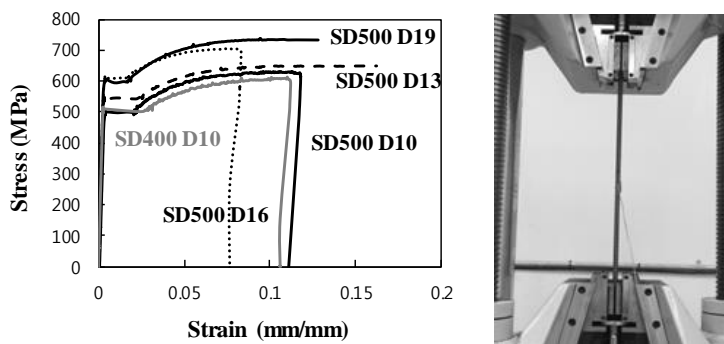 800
700
600
500
400
300
200
100
0
Stress (MPa)
SD500 D19
SD500 D13
SD400 D10
SD500 D10
SD500 D16
0 0.05 0.1 0.15 0.2
Strain (mm/mm)